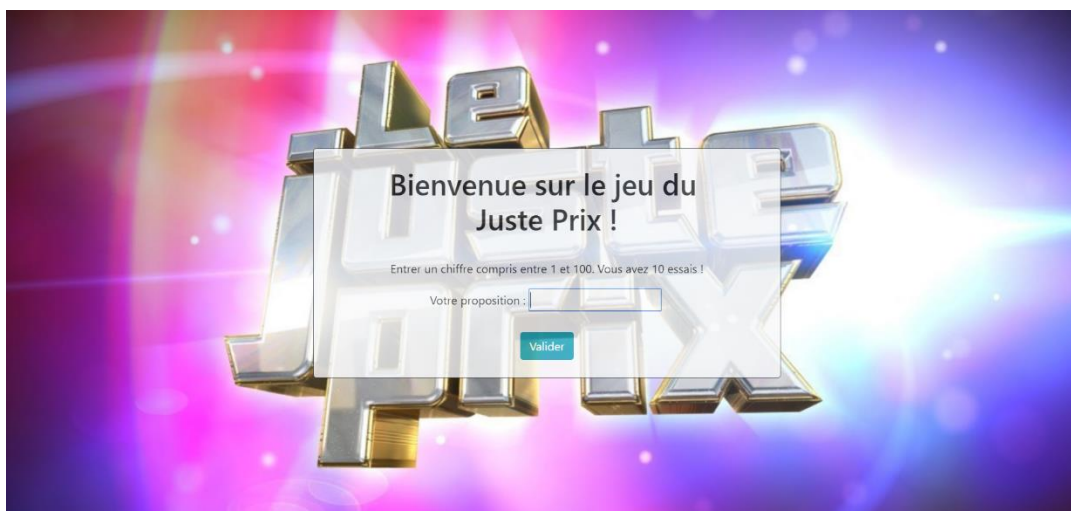 Le
Juste
Prix
Bienvenue sur le jeu du
Juste Prix !
Entrer un chiffre compris entre 1 et 100. Vous avez 10 essais !
Votre proposition :
Valider